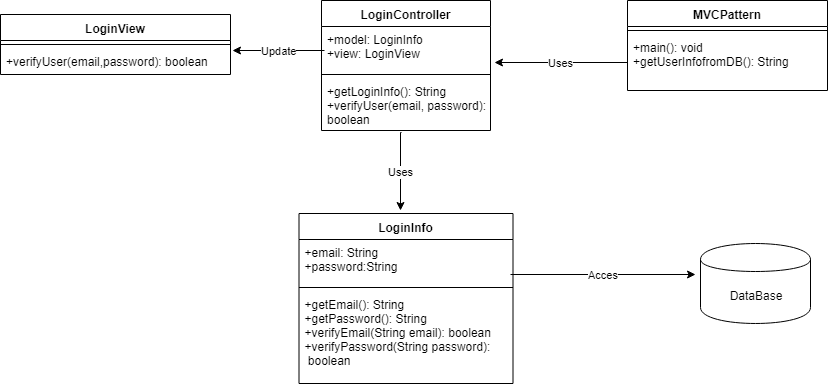 LoginView
+verifyUser(email,password): boolean
Update
LoginController
+model: LoginInfo
+view: LoginView
+getLoginInfo(): String
+verifyUser(email, password):
boolean
Uses
MVCPattern
+main(): void
+getUserInfofromDB(): String
Uses
LoginInfo
+email: String
+password:String
+getEmail(): String
+getPassword(): String
+verifyEmail(String email): boolean
+verifyPassword(String password):
boolean
Acces
DataBase